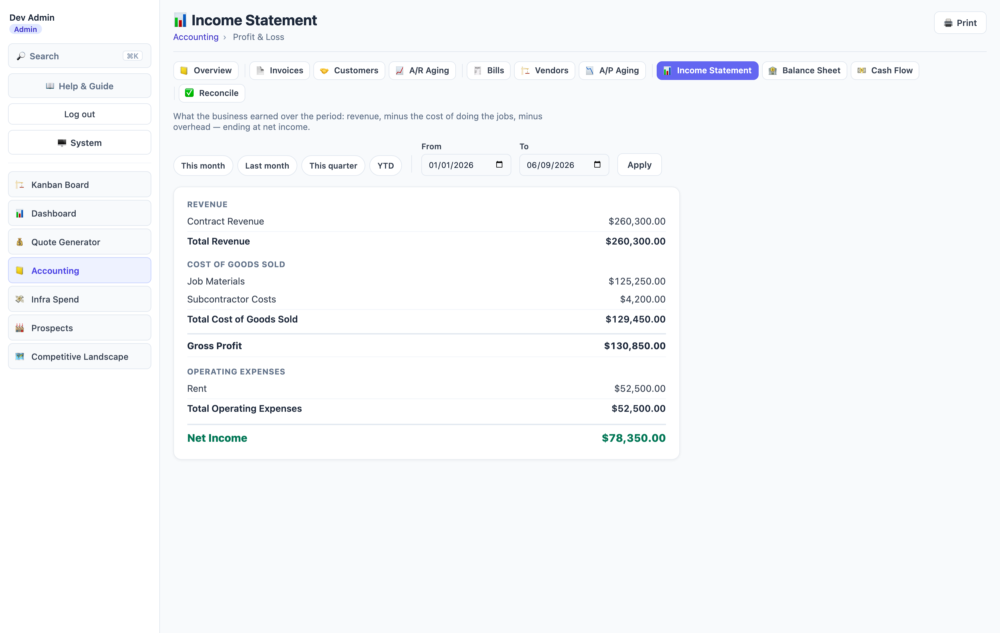 Dev Admin
Admin
Search ⌘K
Help & Guide
Log out
System
Kanban Board
Dashboard
Quote Generator
Accounting
Infra Spend
Prospects
Competitive Landscape
Income Statement
Accounting › Profit & Loss
Print
Overview Invoices Customers A/R Aging Bills Vendors A/P Aging Income Statement Balance Sheet Cash Flow
Reconcile
What the business earned over the period: revenue, minus the cost of doing the jobs, minus
overhead — ending at net income.
From To
This month Last month This quarter YTD 01/01/2026 06/09/2026 Apply
REVENUE
Contract Revenue $260,300.00
Total Revenue $260,300.00
COST OF GOODS SOLD
Job Materials $125,250.00
Subcontractor Costs $4,200.00
Total Cost of Goods Sold $129,450.00
Gross Profit $130,850.00
OPERATING EXPENSES
Rent $52,500.00
Total Operating Expenses $52,500.00
Net Income $78,350.00